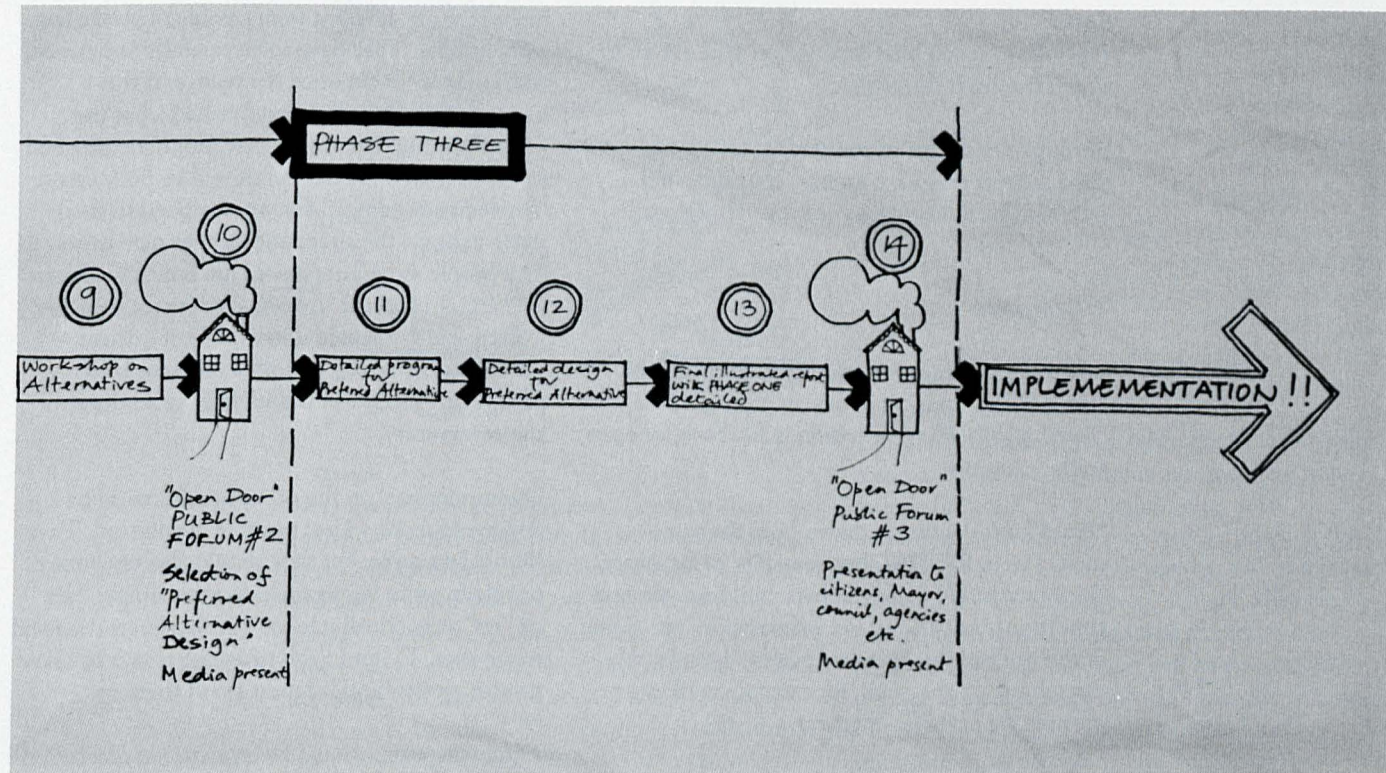 PHASE THREE
9
Workshop on
Alternatives
10
"Open Door"
PUBLIC
FORUM #2
Selection of
"Preferred
Alternative
Design"
Media present
11
Detailed program
for
Preferred Alternative
12
Detailed design
for
Preferred Alternative
13
Final illustrated report
with PHASE ONE
detailed
14
"Open Door"
Public Forum
#3
Presentation to
citizens, Mayor,
council, agencies
etc.
Media present
IMPLEMEMENTATION !!